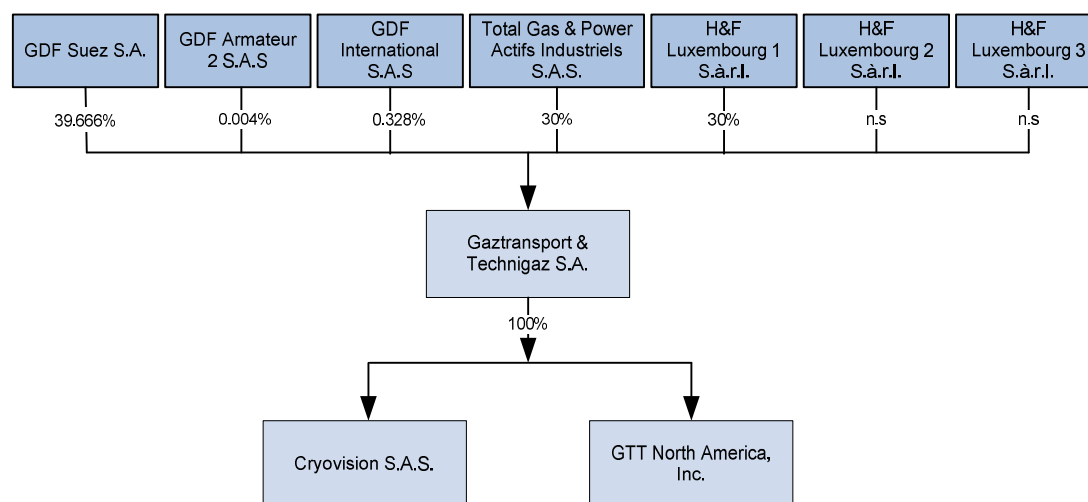 GDF Suez S.A.
GDF Armateur
2 S.A.S
GDF
International
S.A.S
Total Gas & Power
Actifs Industriels
S.A.S.
H&F
Luxembourg 1
S.à.r.l.
H&F
Luxembourg 2
S.à.r.l.
H&F
Luxembourg 3
S.à.r.l.
39.666%
0.004%
0.328%
30%
30%
n.s
n.s
Gaztransport &
Technigaz S.A.
100%
Cryovision S.A.S.
GTT North America,
Inc.